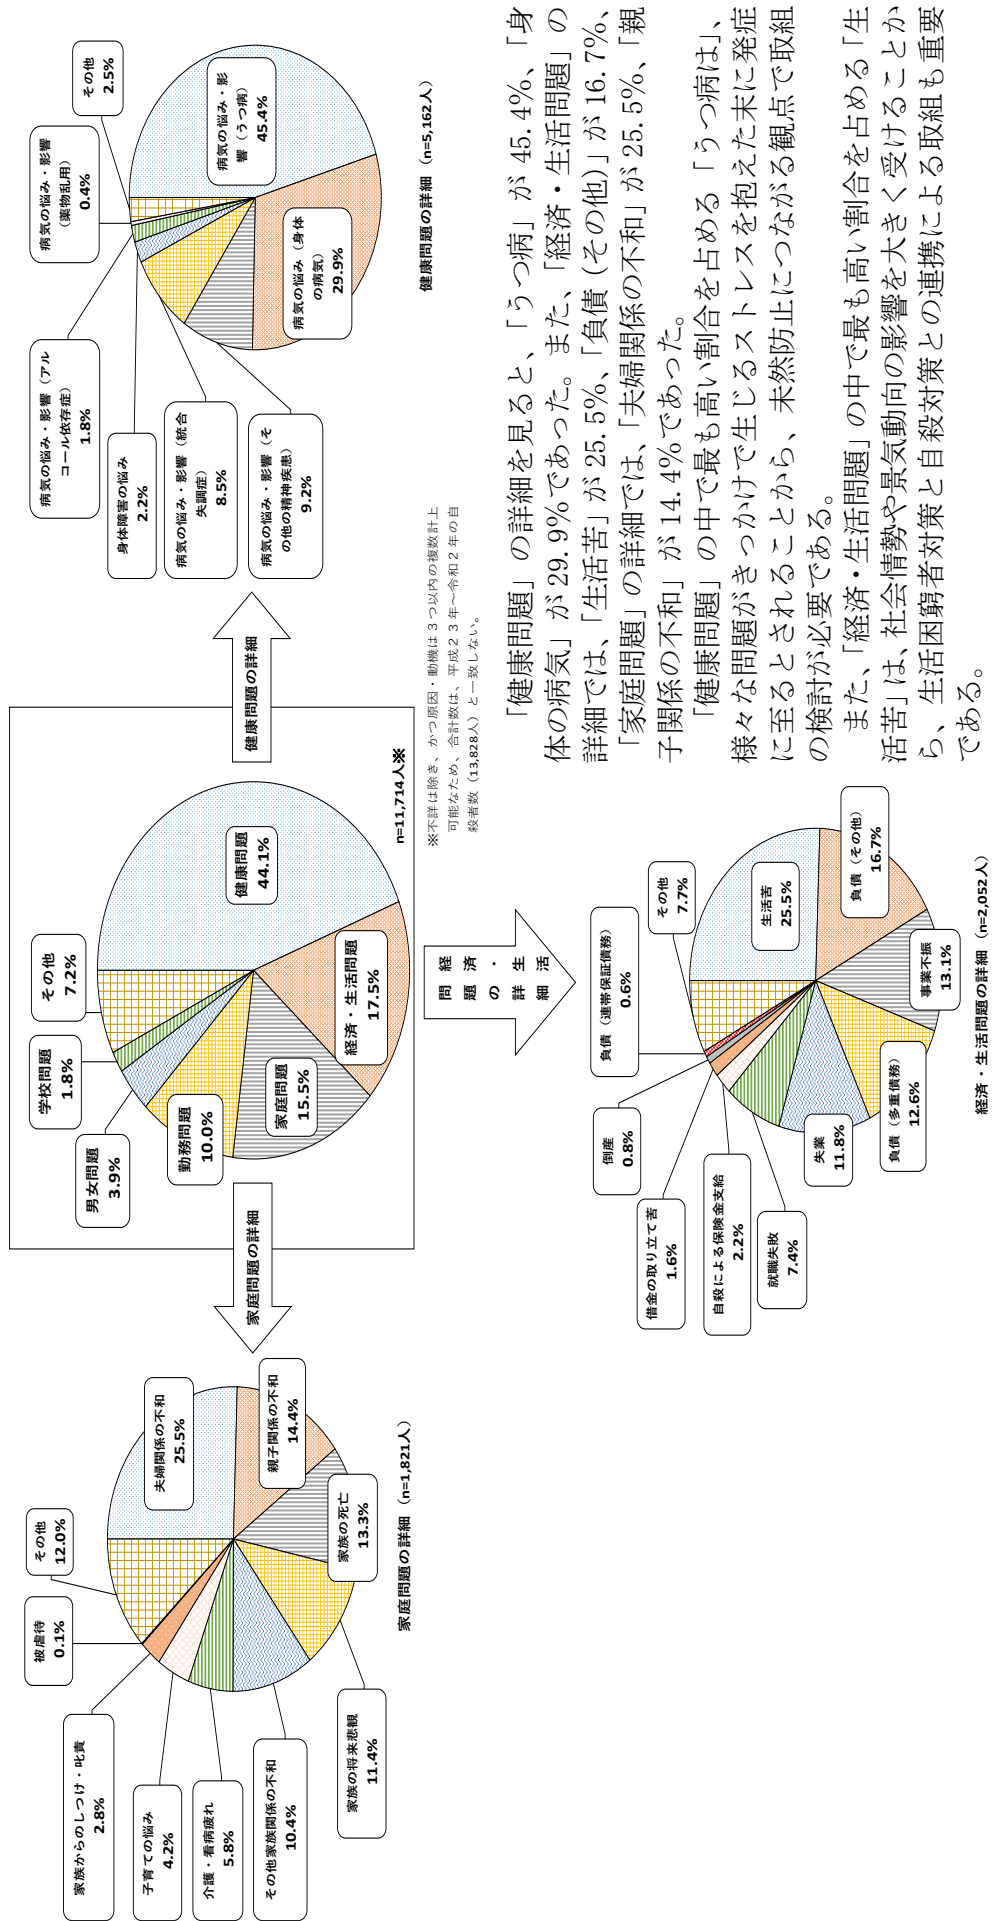 その他
12.0%
被虐待
0.1%
家族からのしつけ・叱責
2.8%
子育ての悩み
4.2%
介護・看病疲れ
5.8%
その他家族関係の不和
10.4%
家族の将来悲観
11.4%
家族の死亡
13.3%
親子関係の不和
14.4%
夫婦関係の不和
25.5%
家庭問題の詳細（n=1,821人）
家庭問題の詳細
その他
7.2%
学校問題
1.8%
男女問題
3.9%
勤務問題
10.0%
家庭問題
15.5%
経済・生活問題
17.5%
健康問題
44.1%
n=11,714人※
※不詳は除き、かつ原因・動機は３つ以内の複数計上
可能なため、合計数は、平成２３年～令和２年の自
殺者数（13,828人）と一致しない。
健康問題の詳細
その他
2.5%
病気の悩み・影響
（薬物乱用）
0.4%
病気の悩み・影響（アル
コール依存症）
1.8%
身体障害の悩み
2.2%
病気の悩み・影響（統合
失調症）
8.5%
病気の悩み・影響（そ
の他の精神疾患）
9.2%
病気の悩み（身体
の病気）
29.9%
病気の悩み・影
響（うつ病）
45.4%
健康問題の詳細（n=5,162人）
経済・生活
問題の詳細
その他
7.7%
負債（連帯保証債務）
0.6%
倒産
0.8%
借金の取り立て苦
1.6%
自殺による保険金支給
2.2%
就職失敗
7.4%
失業
11.8%
負債（多重債務）
12.6%
事業不振
13.1%
負債（その他）
16.7%
生活苦
25.5%
経済・生活問題の詳細（n=2,052人）
「健康問題」の詳細を見ると、「うつ病」が 45.4%、「身
体の病気」が 29.9%であった。また、「経済・生活問題」の
詳細では、「生活苦」が 25.5%、「負債（その他）」が 16.7%、
「家庭問題」の詳細では、「夫婦関係の不和」が 25.5%、「親
子関係の不和」が 14.4%であった。
「健康問題」の中で最も高い割合を占める「うつ病は」、
様々な問題がきっかけで生じるストレスを抱えた末に発症
に至るとされることから、未然防止につながる観点で取組
の検討が必要である。
また、「経済・生活問題」の中で最も高い割合を占める「生
活苦」は、社会情勢や景気動向の影響を大きく受けることか
ら、生活困窮者対策と自殺対策との連携による取組も重要
である。